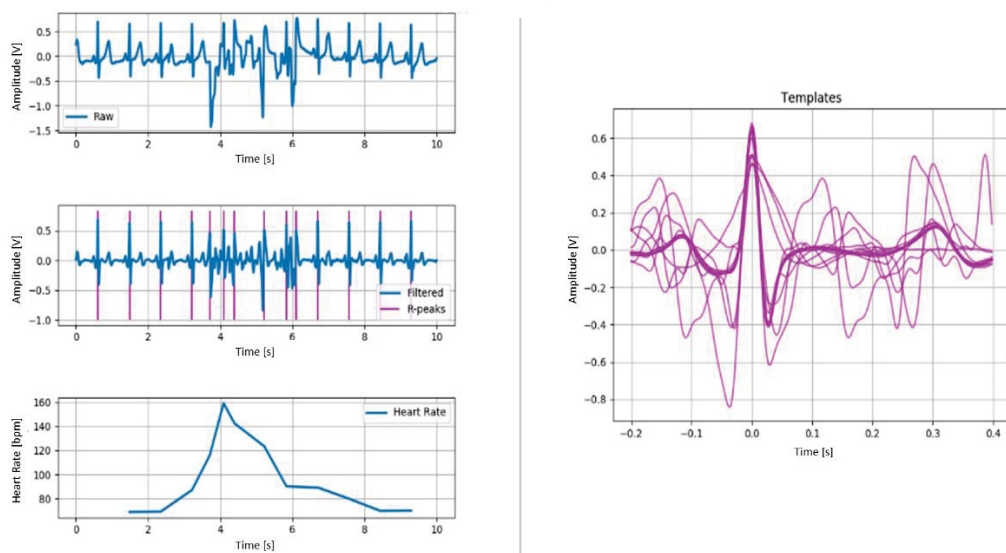 0.5
0.0
−0.5
−1.0
−1.5
Amplitude [V]
Raw
0 2 4 6 8 10
Time [s]
0.5
0.0
−0.5
−1.0
Amplitude [V]
Filtered
R-peaks
0 2 4 6 8 10
Time [s]
160
140
120
100
80
Heart Rate [bpm]
Heart Rate
0 2 4 6 8 10
Time [s]
Templates
0.6
0.4
0.2
0.0
−0.2
−0.4
−0.6
−0.8
Amplitude [V]
−0.2 −0.1 0.0 0.1 0.2 0.3 0.4
Time [s]